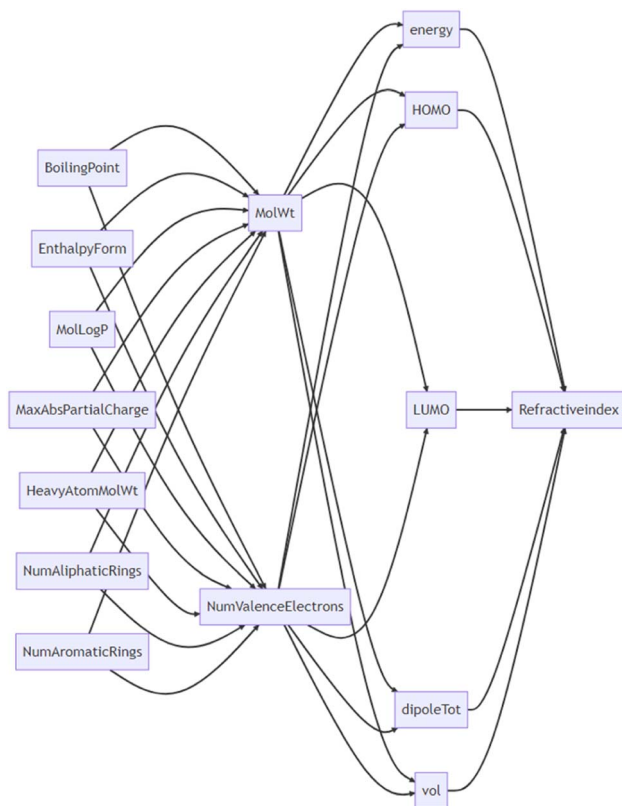 energy
HOMO
BoilingPoint
MolWt
EnthalpyForm
MolLogP
MaxAbsPartialCharge
LUMO
Refractiveindex
HeavyAtomMolWt
NumAliphaticRings
NumValenceElectrons
NumAromaticRings
dipoleTot
vol